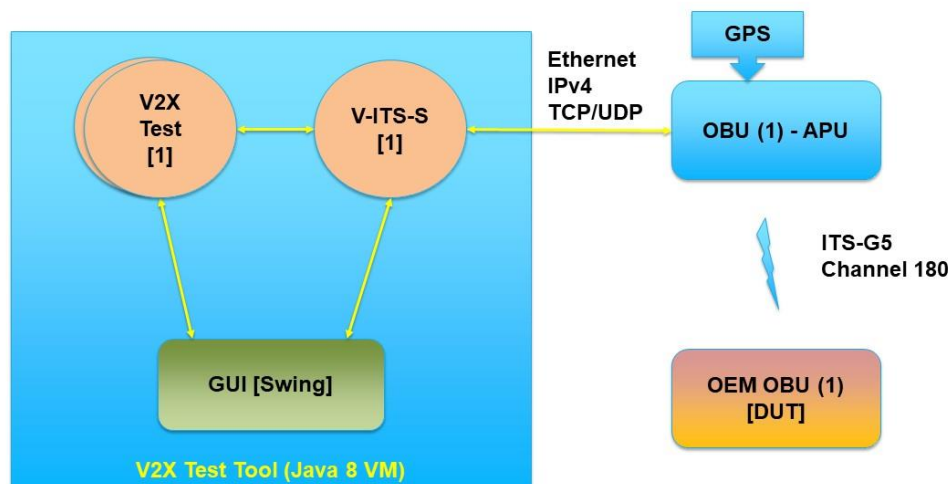 V2X
Test
[1]
V-ITS-S
[1]
Ethernet
IPv4
TCP/UDP
GPS
OBU (1) - APU
ITS-G5
Channel 180
GUI [Swing]
OEM OBU (1)
[DUT]
V2X Test Tool (Java 8 VM)